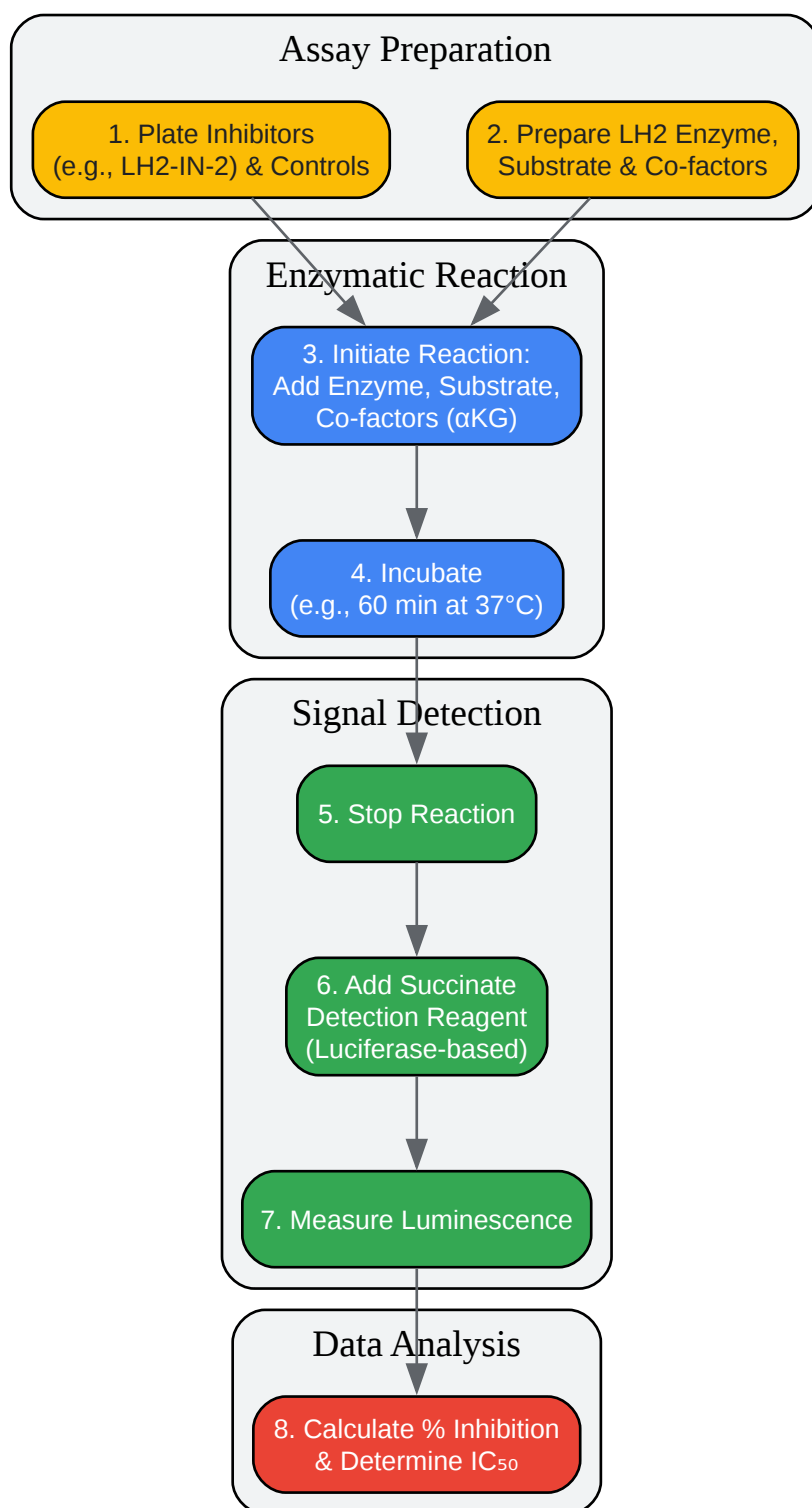 Assay Preparation
1. Plate Inhibitors
(e.g., LH2-IN-2) & Controls
2. Prepare LH2 Enzyme,
Substrate & Co-factors
Enzymatic Reaction
3. Initiate Reaction:
Add Enzyme, Substrate,
Co-factors (αKG)
4. Incubate
(e.g., 60 min at 37°C)
Signal Detection
5. Stop Reaction
6. Add Succinate
Detection Reagent
(Luciferase-based)
7. Measure Luminescence
Data Analysis
8. Calculate % Inhibition
& Determine IC₅₀